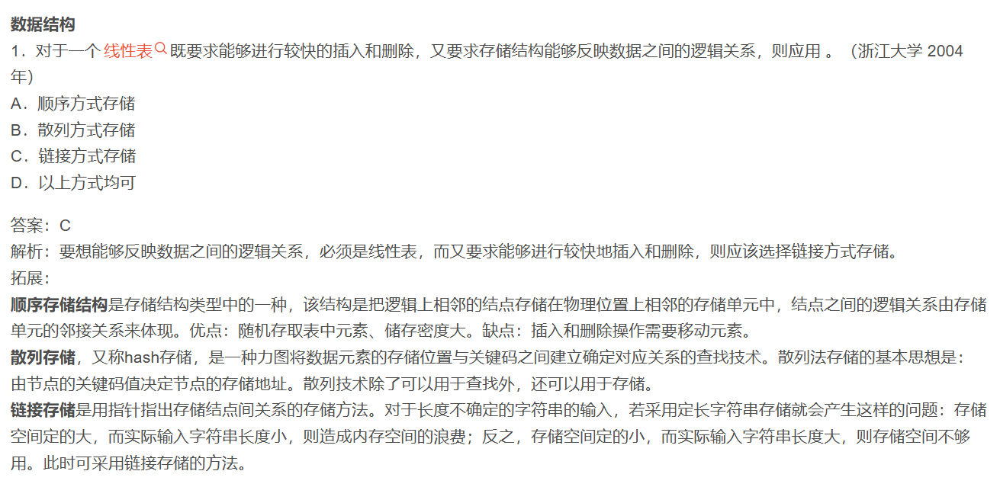 数据结构
1．对于一个 线性表 既要求能够进行较快的插入和删除，又要求存储结构能够反映数据之间的逻辑关系，则应用 。（浙江大学 2004
年）
A．顺序方式存储
B．散列方式存储
C．链接方式存储
D．以上方式均可
答案：C
解析：要想能够反映数据之间的逻辑关系，必须是线性表，而又要求能够进行较快地插入和删除，则应该选择链接方式存储。
拓展：
顺序存储结构是存储结构类型中的一种，该结构是把逻辑上相邻的结点存储在物理位置上相邻的存储单元中，结点之间的逻辑关系由存储
单元的邻接关系来体现。优点：随机存取表中元素、储存密度大。缺点：插入和删除操作需要移动元素。
散列存储，又称hash存储，是一种力图将数据元素的存储位置与关键码之间建立确定对应关系的查找技术。散列法存储的基本思想是：
由节点的关键码值决定节点的存储地址。散列技术除了可以用于查找外，还可以用于存储。
链接存储是用指针指出存储结点间关系的存储方法。对于长度不确定的字符串的输入，若采用定长字符串存储就会产生这样的问题：存储
空间定的大，而实际输入字符串长度小，则造成内存空间的浪费；反之，存储空间定的小，而实际输入字符串长度大，则存储空间不够
用。此时可采用链接存储的方法。